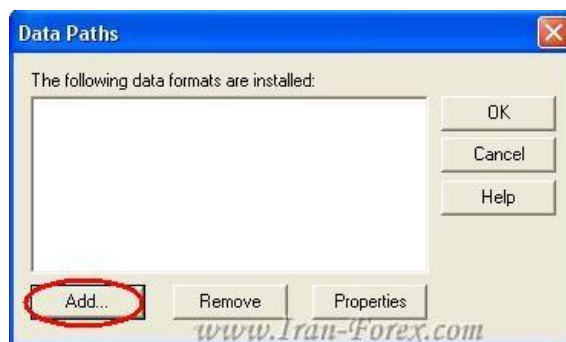 Data Paths
The following data formats are installed:
OK
Cancel
Help
Add...
Remove
Properties
www.Iran-Forex.com